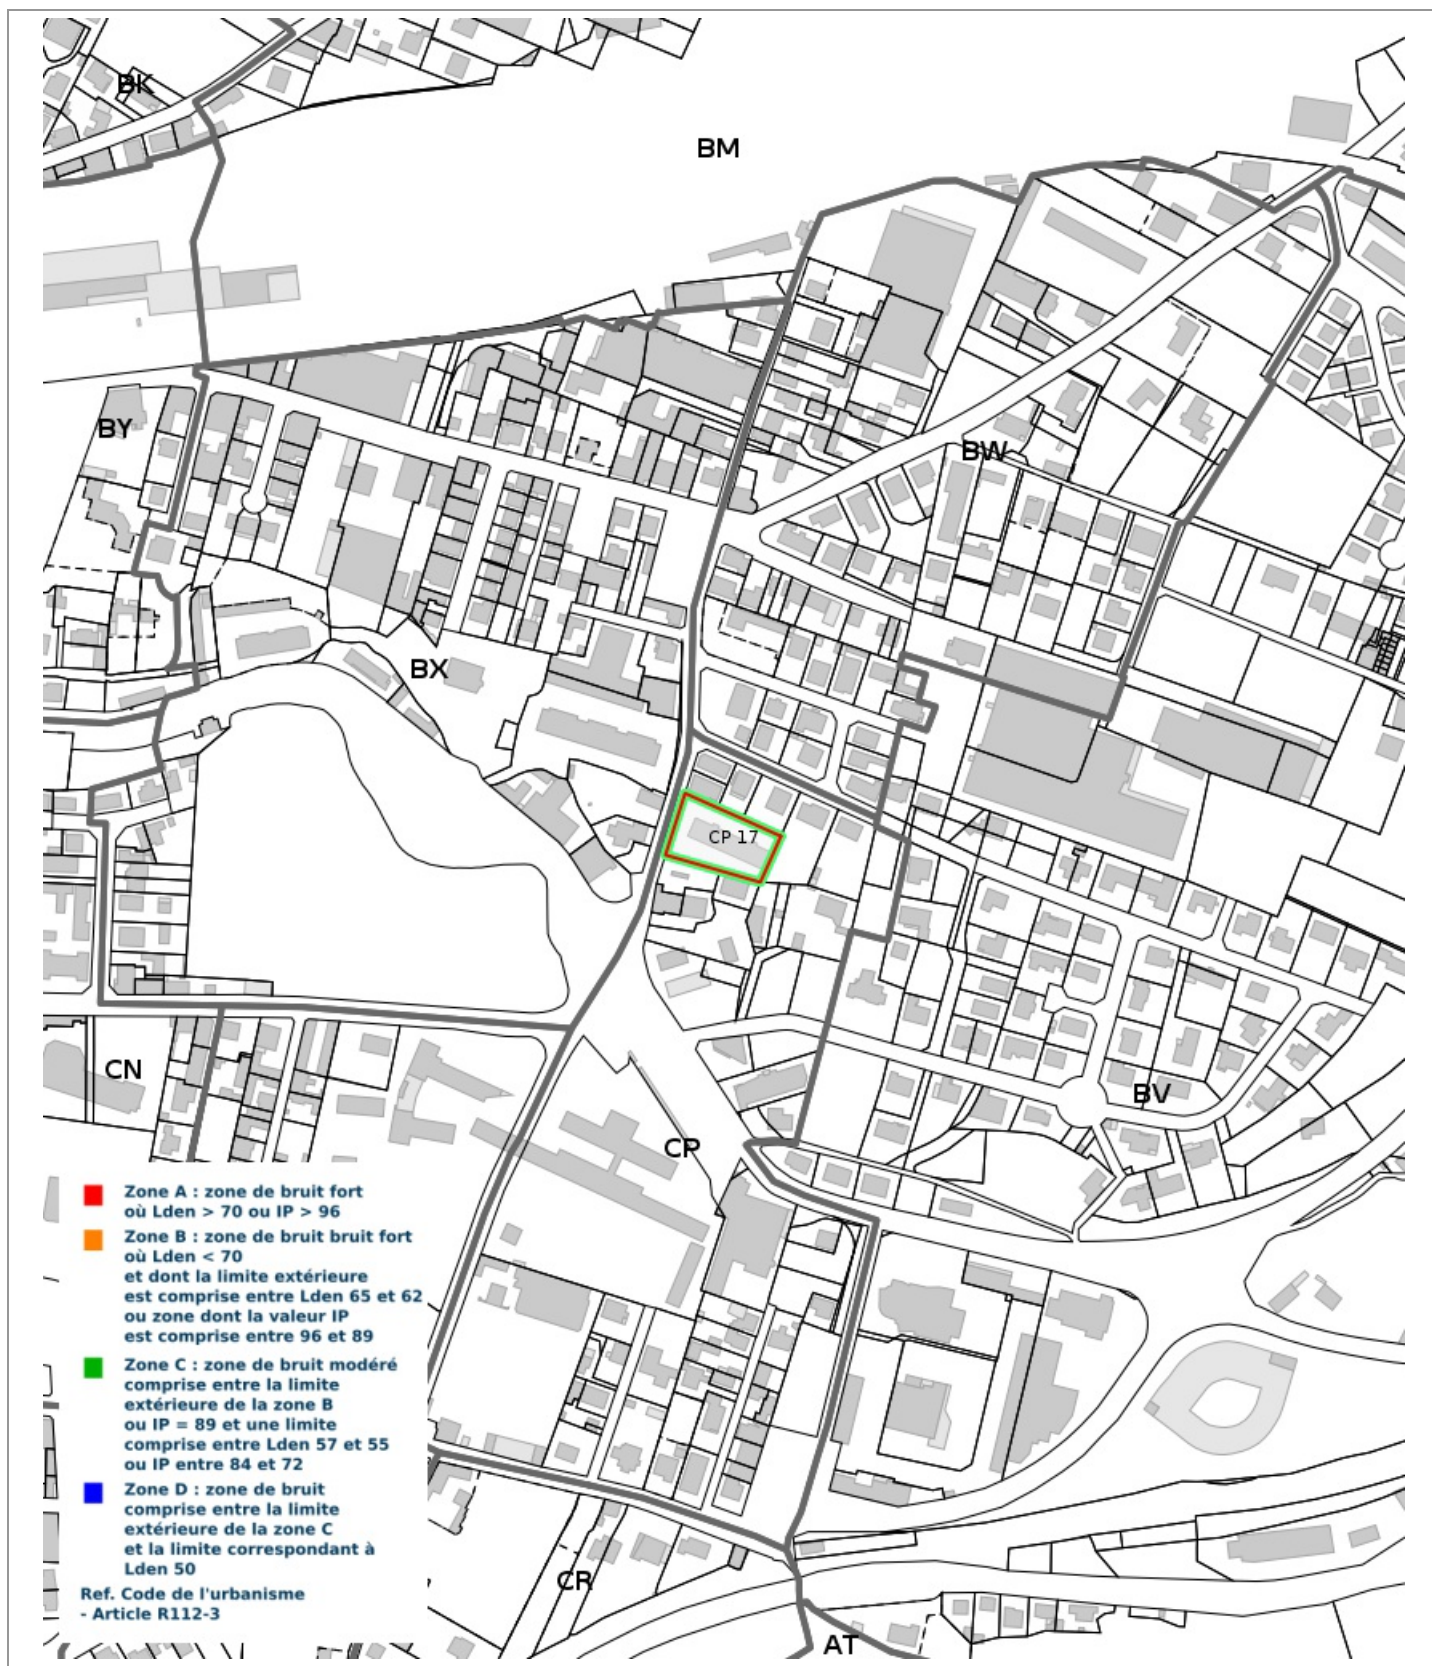 BK
BM
BY
BW
BX
CP 17
CN
BV
CP
Zone A : zone de bruit fort
où Lden > 70 ou IP > 96
Zone B : zone de bruit bruit fort
où Lden < 70
et dont la limite extérieure
est comprise entre Lden 65 et 62
ou zone dont la valeur IP
est comprise entre 96 et 89
Zone C : zone de bruit modéré
comprise entre la limite
extérieure de la zone B
ou IP = 89 et une limite
comprise entre Lden 57 et 55
ou IP entre 84 et 72
Zone D : zone de bruit
comprise entre la limite
extérieure de la zone C
et la limite correspondant à
Lden 50
Ref. Code de l'urbanisme
- Article R112-3
CR
AT